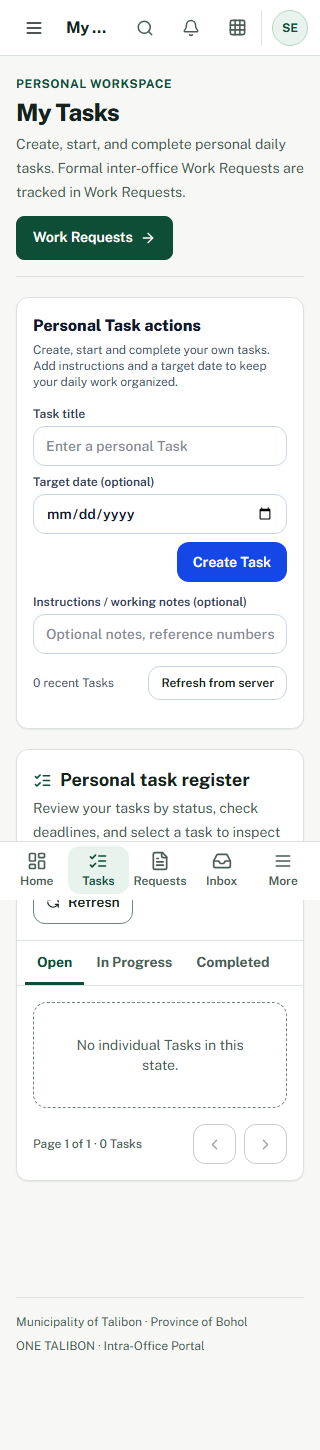 My ...
SE
PERSONAL WORKSPACE
My Tasks
Create, start, and complete personal daily
tasks. Formal inter-office Work Requests are
tracked in Work Requests.
Work Requests
Personal Task actions
Create, start and complete your own tasks.
Add instructions and a target date to keep
your daily work organized.
Task title
Enter a personal Task
Target date (optional)
mm/dd/yyyy
Create Task
Instructions / working notes (optional)
Optional notes, reference numbers
0 recent Tasks
Refresh from server
Personal task register
Review your tasks by status, check
deadlines, and select a task to inspect
Home
Tasks
Requests
Inbox
More
Refresh
Open
In Progress
Completed
No individual Tasks in this
state.
Page 1 of 1 · 0 Tasks
Municipality of Talibon · Province of Bohol
ONE TALIBON · Intra-Office Portal